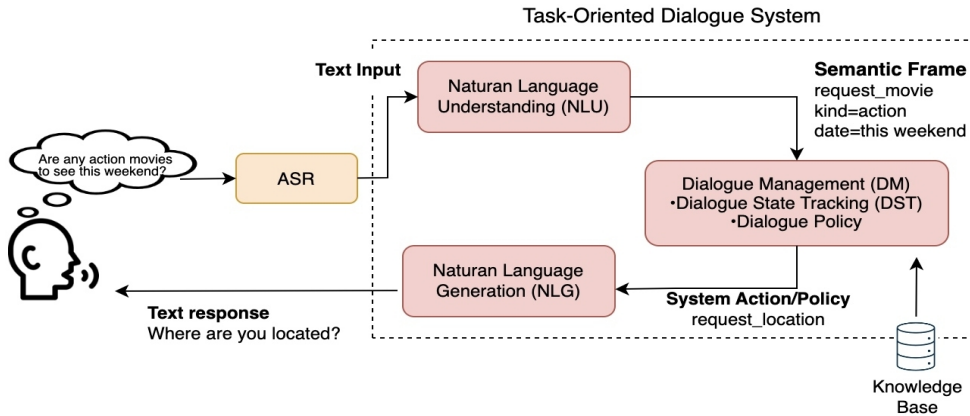 Task-Oriented Dialogue System
Text Input
Naturan Language
Understanding (NLU)
Semantic Frame
request_movie
kind=action
date=this weekend
Are any action movies
to see this weekend?
ASR
Dialogue Management (DM)
•Dialogue State Tracking (DST)
•Dialogue Policy
Naturan Language
Generation (NLG)
System Action/Policy
request_location
Text response
Where are you located?
Knowledge
Base